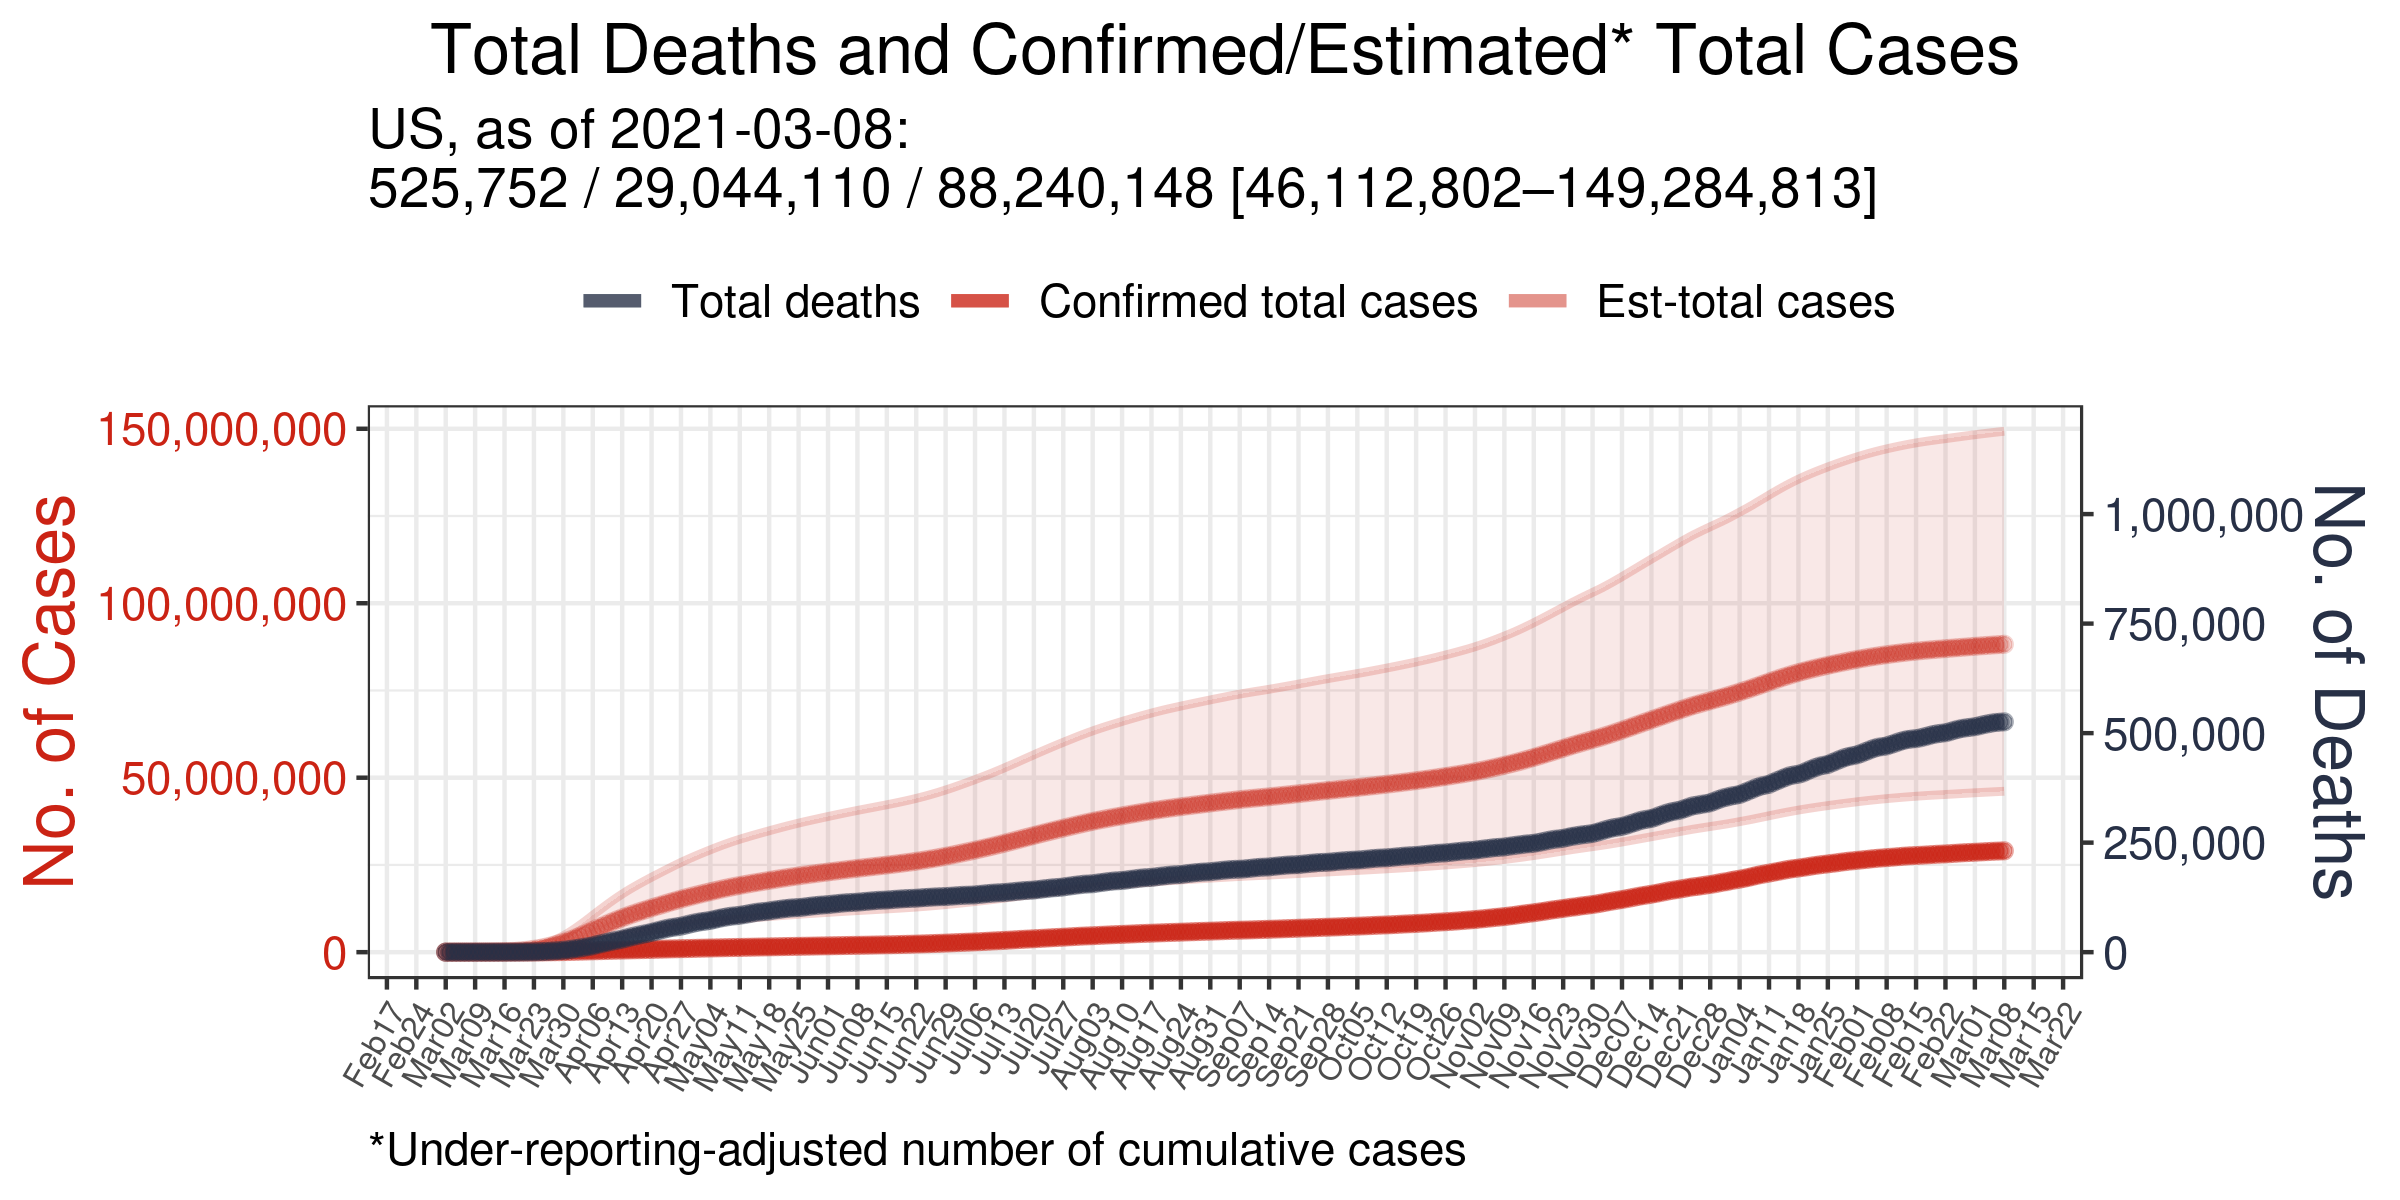 Total Deaths and Confirmed/Estimated* Total Cases
US, as of 2021-03-08:
525,752 / 29,044,110 / 88,240,148 [46,112,802–149,284,813]
Total deaths
Confirmed total cases
Est-total cases
No. of Cases
150,000,000
100,000,000
50,000,000
0
1,000,000
750,000
500,000
250,000
0
No. of Deaths
Feb17
Feb24
Mar02
Mar09
Mar16
Mar23
Mar30
Apr06
Apr13
Apr20
Apr27
May04
May11
May18
May25
Jun01
Jun08
Jun15
Jun22
Jun29
Jul06
Jul13
Jul20
Jul27
Aug03
Aug10
Aug17
Aug24
Aug31
Sep07
Sep14
Sep21
Sep28
Oct05
Oct12
Oct19
Oct26
Nov02
Nov09
Nov16
Nov23
Nov30
Dec07
Dec14
Dec21
Dec28
Jan04
Jan11
Jan18
Jan25
Feb01
Feb08
Feb15
Feb22
Mar01
Mar08
Mar15
Mar22
*Under-reporting-adjusted number of cumulative cases